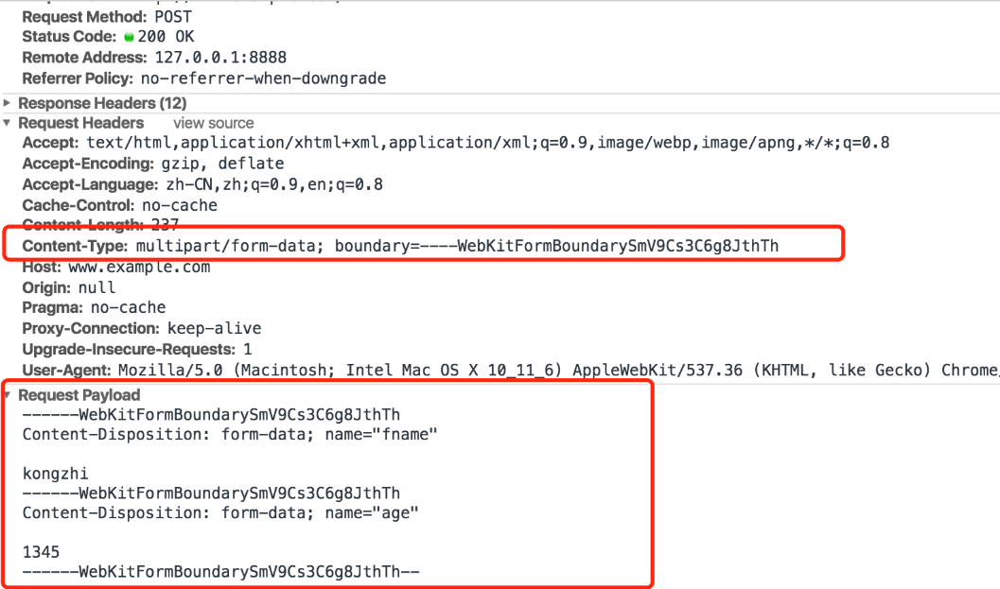 Request Method: POST
Status Code: 200 OK
Remote Address: 127.0.0.1:8888
Referrer Policy: no-referrer-when-downgrade
Response Headers (12)
Request Headers view source
Accept: text/html,application/xhtml+xml,application/xml;q=0.9,image/webp,image/apng,*/*;q=0.8
Accept-Encoding: gzip, deflate
Accept-Language: zh-CN,zh;q=0.9,en;q=0.8
Cache-Control: no-cache
Content-Length: 237
Content-Type: multipart/form-data; boundary=----WebKitFormBoundarySmV9Cs3C6g8JthTh
Host: www.example.com
Origin: null
Pragma: no-cache
Proxy-Connection: keep-alive
Upgrade-Insecure-Requests: 1
User-Agent: Mozilla/5.0 (Macintosh; Intel Mac OS X 10_11_6) AppleWebKit/537.36 (KHTML, like Gecko) Chrome/
Request Payload
------WebKitFormBoundarySmV9Cs3C6g8JthTh
Content-Disposition: form-data; name="fname"
kongzhi
------WebKitFormBoundarySmV9Cs3C6g8JthTh
Content-Disposition: form-data; name="age"
1345
------WebKitFormBoundarySmV9Cs3C6g8JthTh--